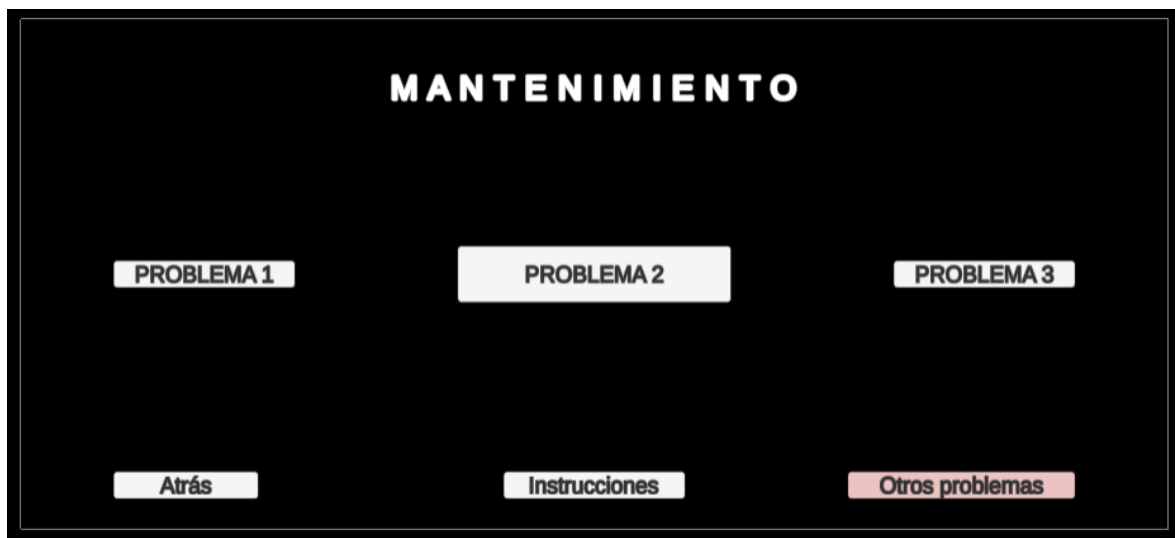 MANTENIMIENTO
PROBLEMA 1
PROBLEMA 2
PROBLEMA 3
Atrás
Instrucciones
Otros problemas